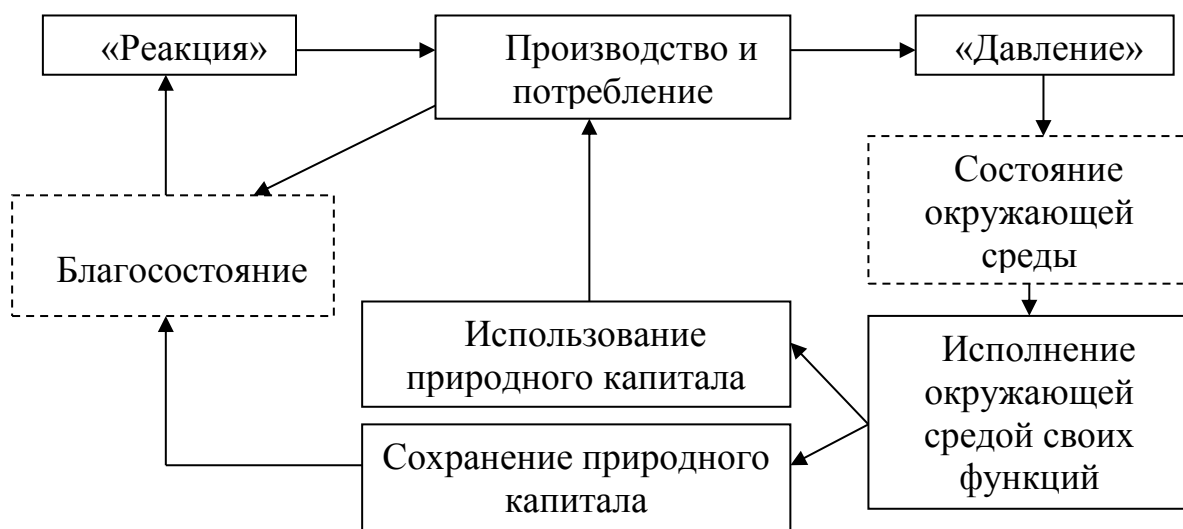 «Реакция»
Производство и
потребление
«Давление»
Состояние
окружающей
среды
Благосостояние
Использование
природного капитала
Исполнение
окружающей
средой своих
функций
Сохранение природного
капитала